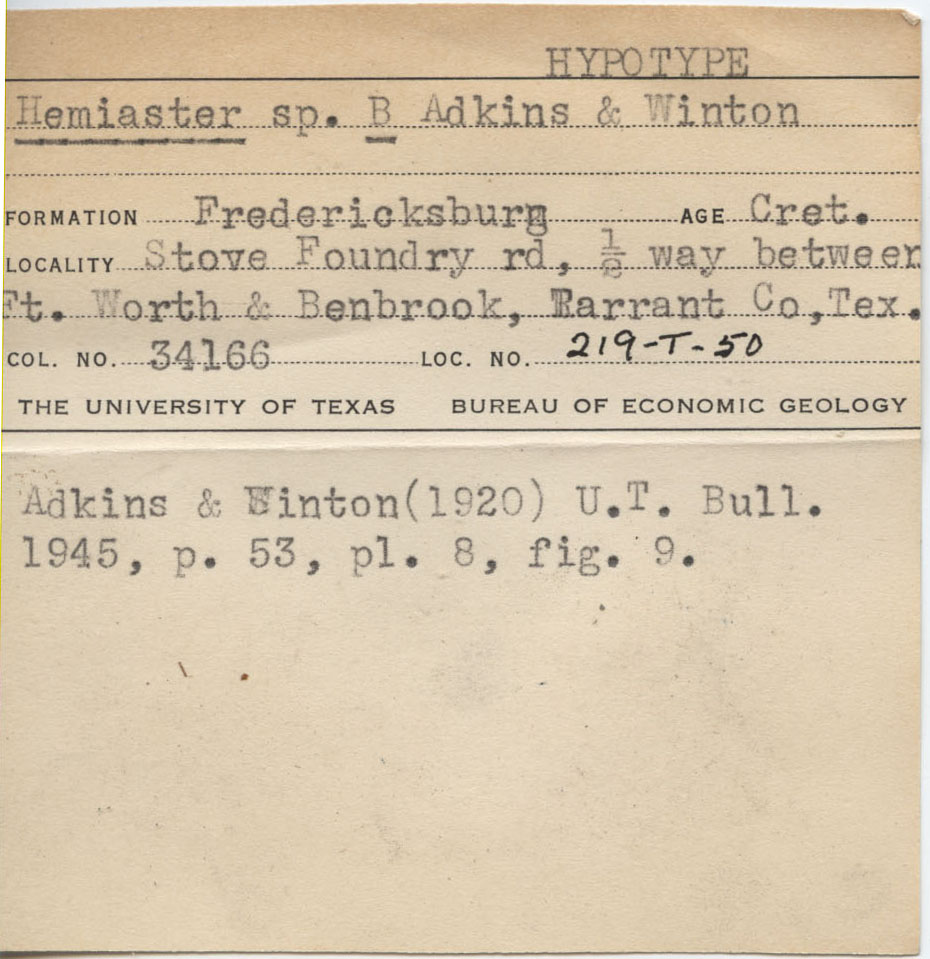 HYPOTYPE
Hemiaster sp. B Adkins & Winton
FORMATION Fredericksburg AGE Cret.
LOCALITY Stove Foundry rd, ½ way between
Ft. Worth & Benbrook, Tarrant Co,Tex.
COL. NO. 34166 LOC. NO. 219-T-50
THE UNIVERSITY OF TEXAS BUREAU OF ECONOMIC GEOLOGY
Adkins & Winton(1920) U.T. Bull.
1945, p. 53, pl. 8, fig. 9.